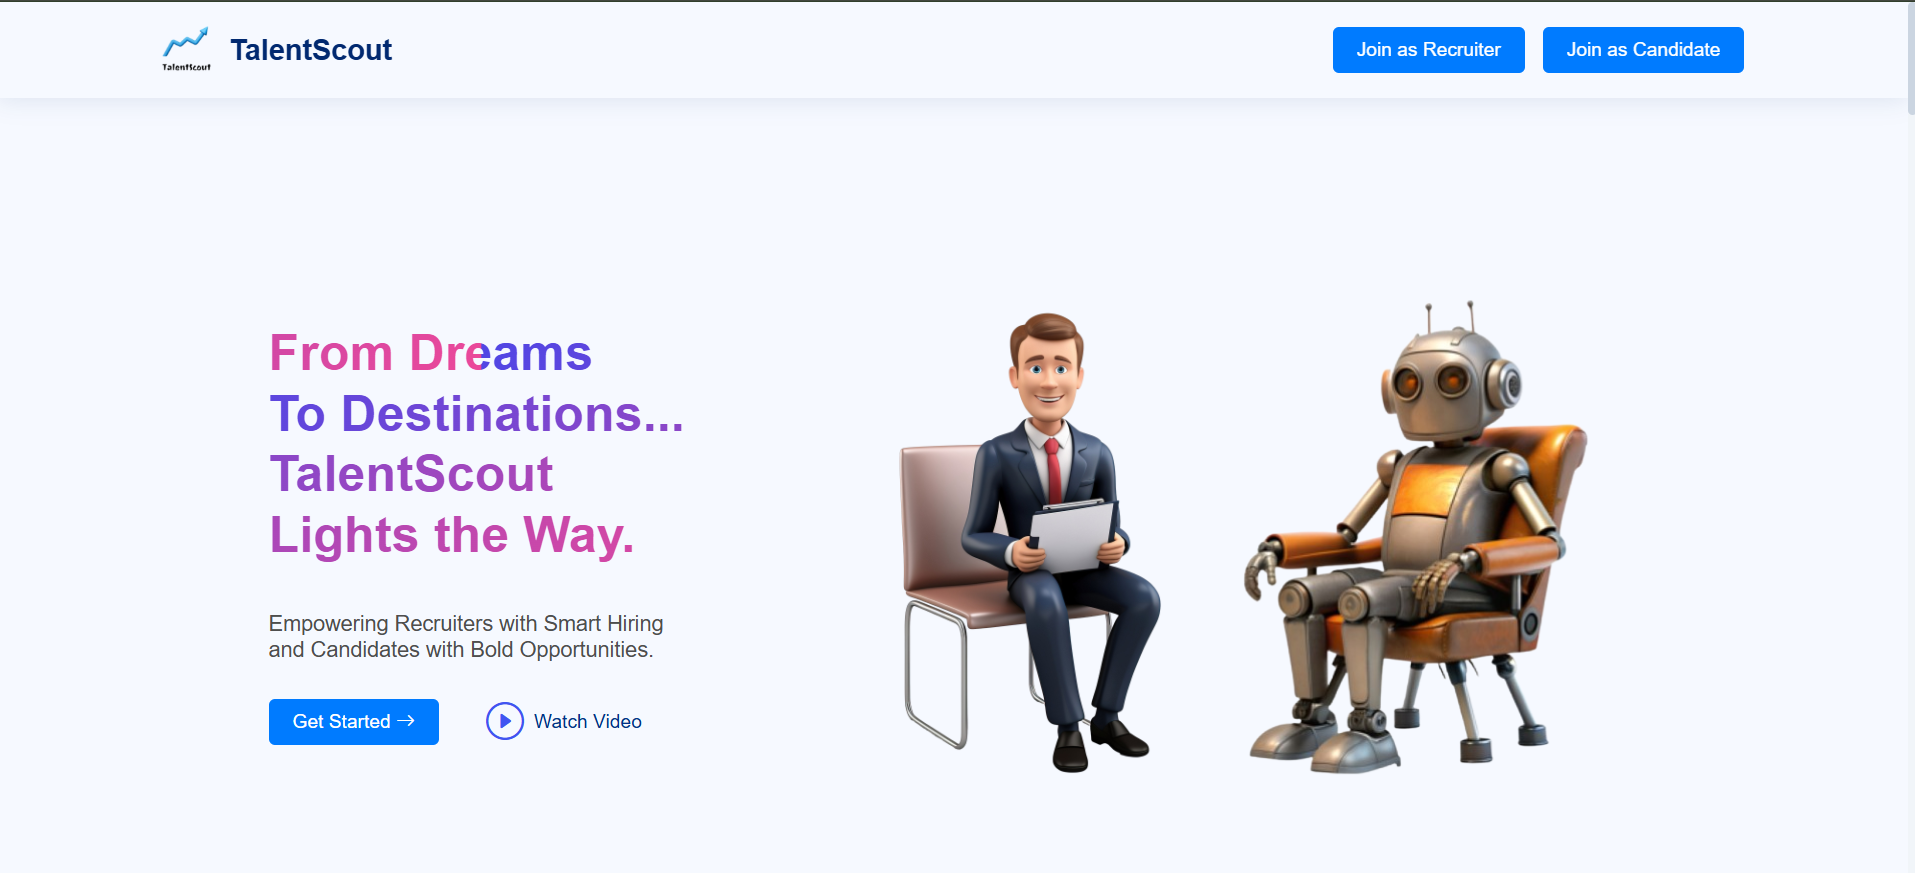 TalentScout
TalentScout
Join as Recruiter
Join as Candidate
From Dreams
To Destinations...
TalentScout
Lights the Way.
Empowering Recruiters with Smart Hiring
and Candidates with Bold Opportunities.
Get Started →
Watch Video